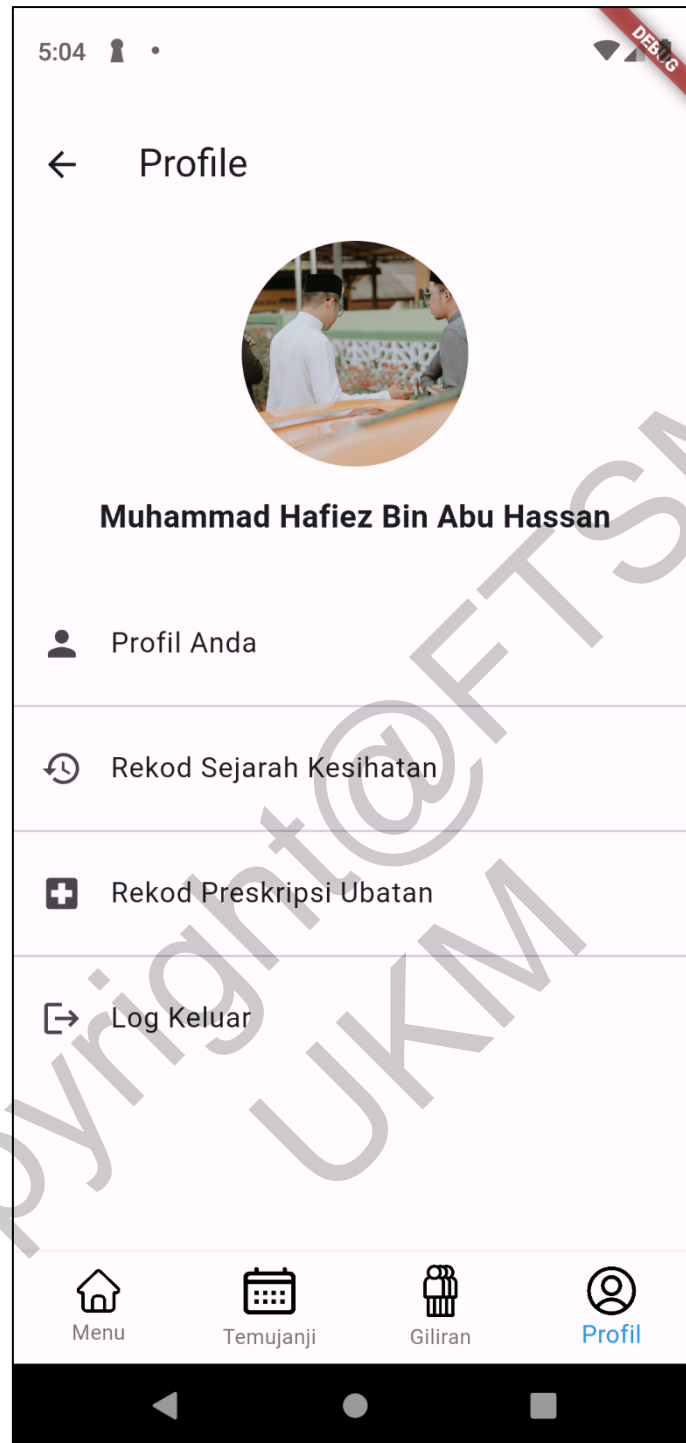 5:04
DEBUG
Profile
Muhammad Hafiez Bin Abu Hassan
Profil Anda
Rekod Sejarah Kesihatan
Rekod Preskripsi Ubatan
Log Keluar
pyright@FTSM
UKM
Menu
Temujanji
Giliran
Profil